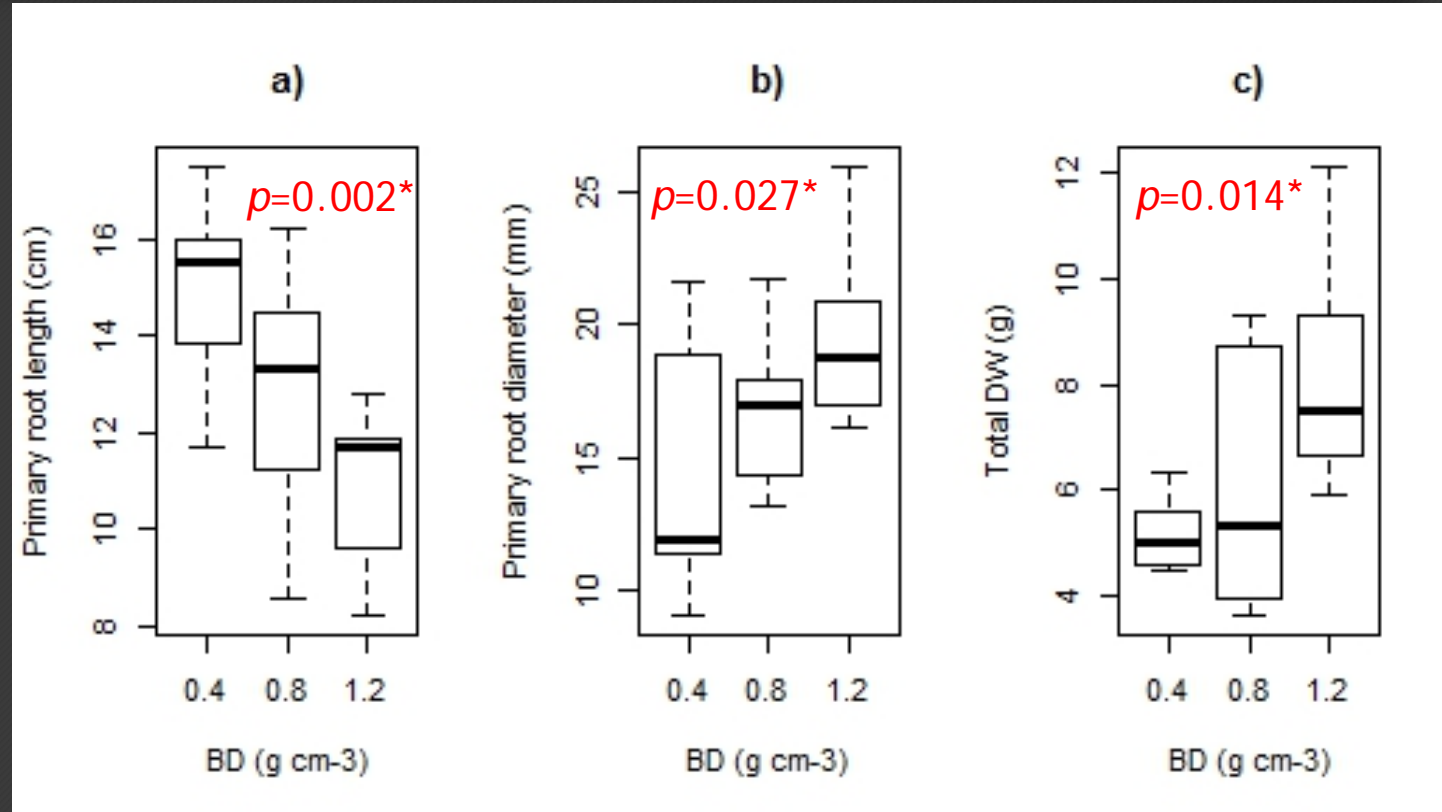 a)
p=0.002*
Primary root length (cm)
16
14
12
10
8
0.4 0.8 1.2
BD (g cm-3)
b)
p=0.027*
Primary root diameter (mm)
25
20
15
10
0.4 0.8 1.2
BD (g cm-3)
c)
p=0.014*
Total DW (g)
12
10
8
6
4
0.4 0.8 1.2
BD (g cm-3)